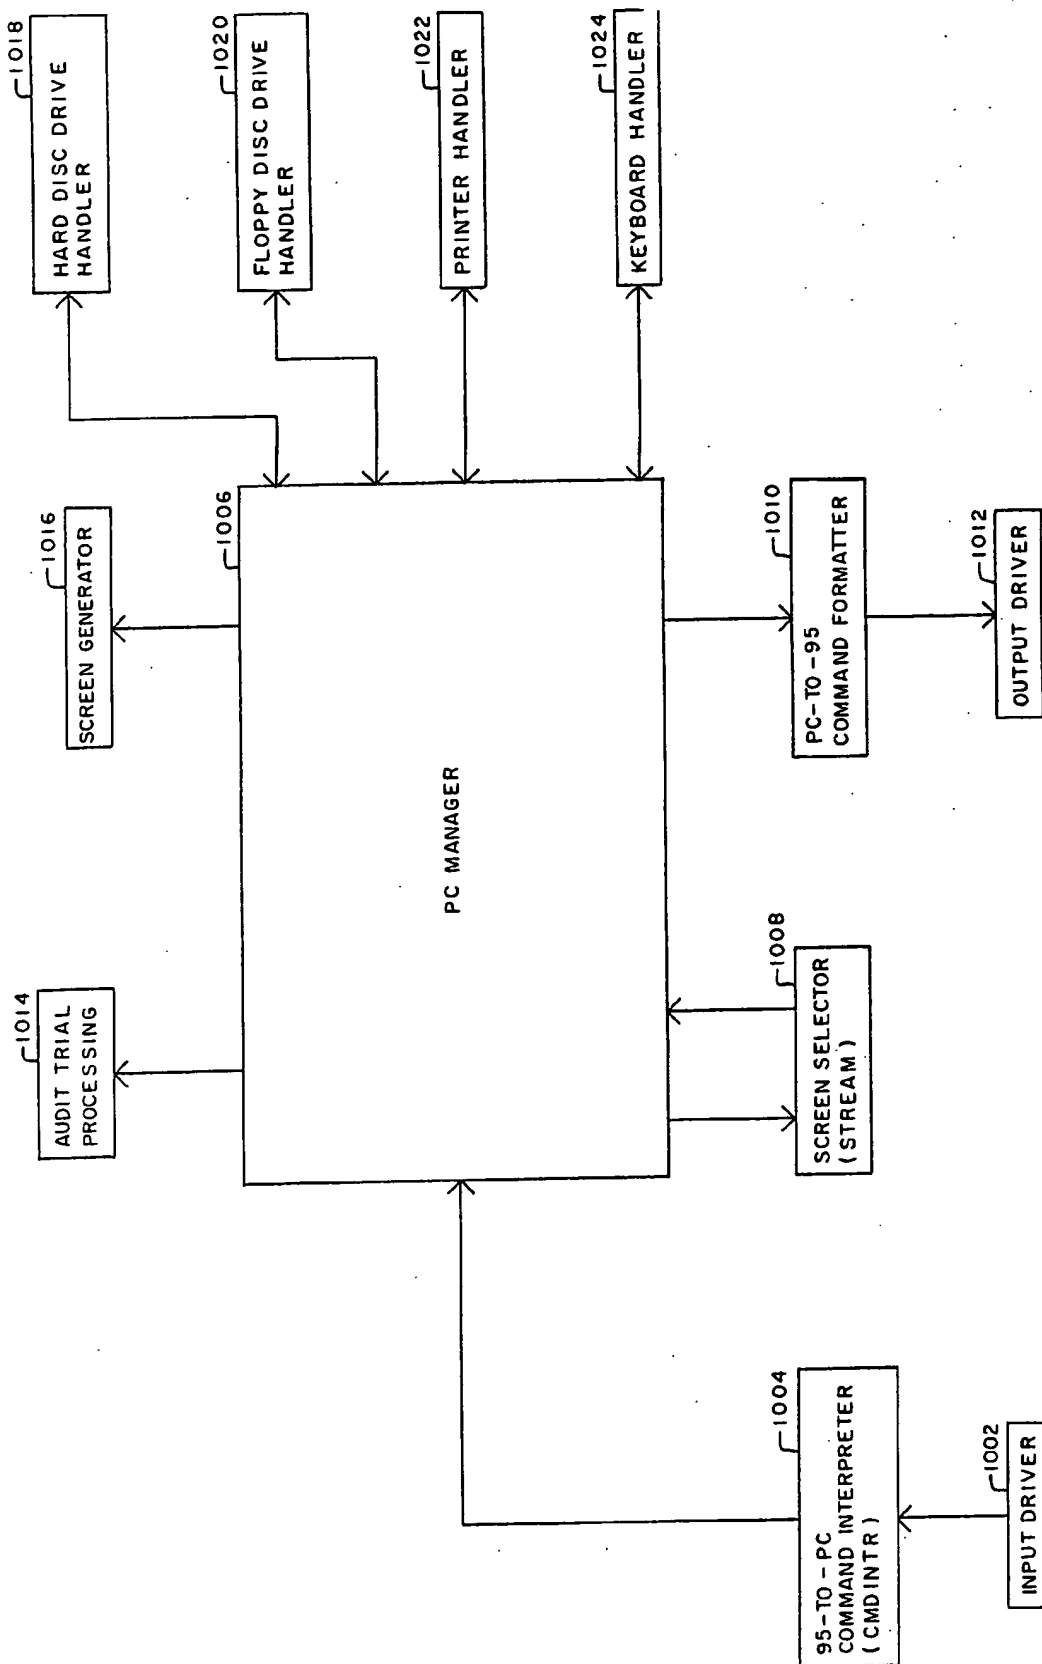 1014
AUDIT TRIAL
PROCESSING
1016
SCREEN GENERATOR
1018
HARD DISC DRIVE
HANDLER
1006
PC MANAGER
1020
FLOPPY DISC DRIVE
HANDLER
1022
PRINTER HANDLER
1024
KEYBOARD HANDLER
1004
95-TO-PC
COMMAND INTERPRETER
(CMDINTR)
1008
SCREEN SELECTOR
(STREAM)
1010
PC-TO-95
COMMAND FORMATTER
1002
INPUT DRIVER
1012
OUTPUT DRIVER